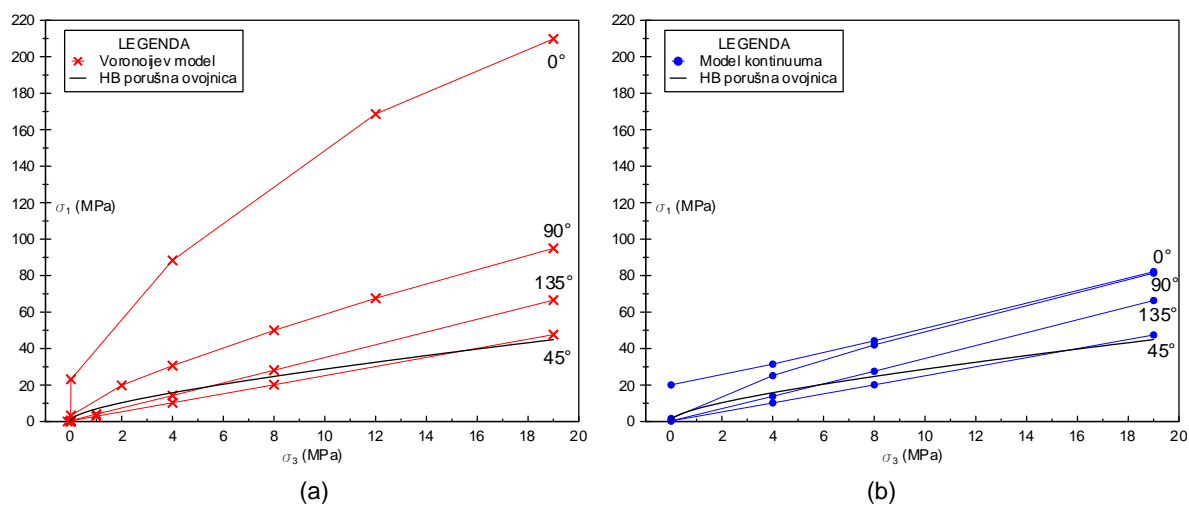 220
200
180
160
140
120
100
80
60
40
20
0
σ1 (MPa)
LEGENDA
Voronoijev model
HB porušna ovojnica
0°
90°
135°
45°
0 2 4 6 8 10 12 14 16 18 20
σ3 (MPa)
(a)
220
200
180
160
140
120
100
80
60
40
20
0
σ1 (MPa)
LEGENDA
Model kontinuuma
HB porušna ovojnica
0°
90°
135°
45°
0 2 4 6 8 10 12 14 16 18 20
σ3 (MPa)
(b)